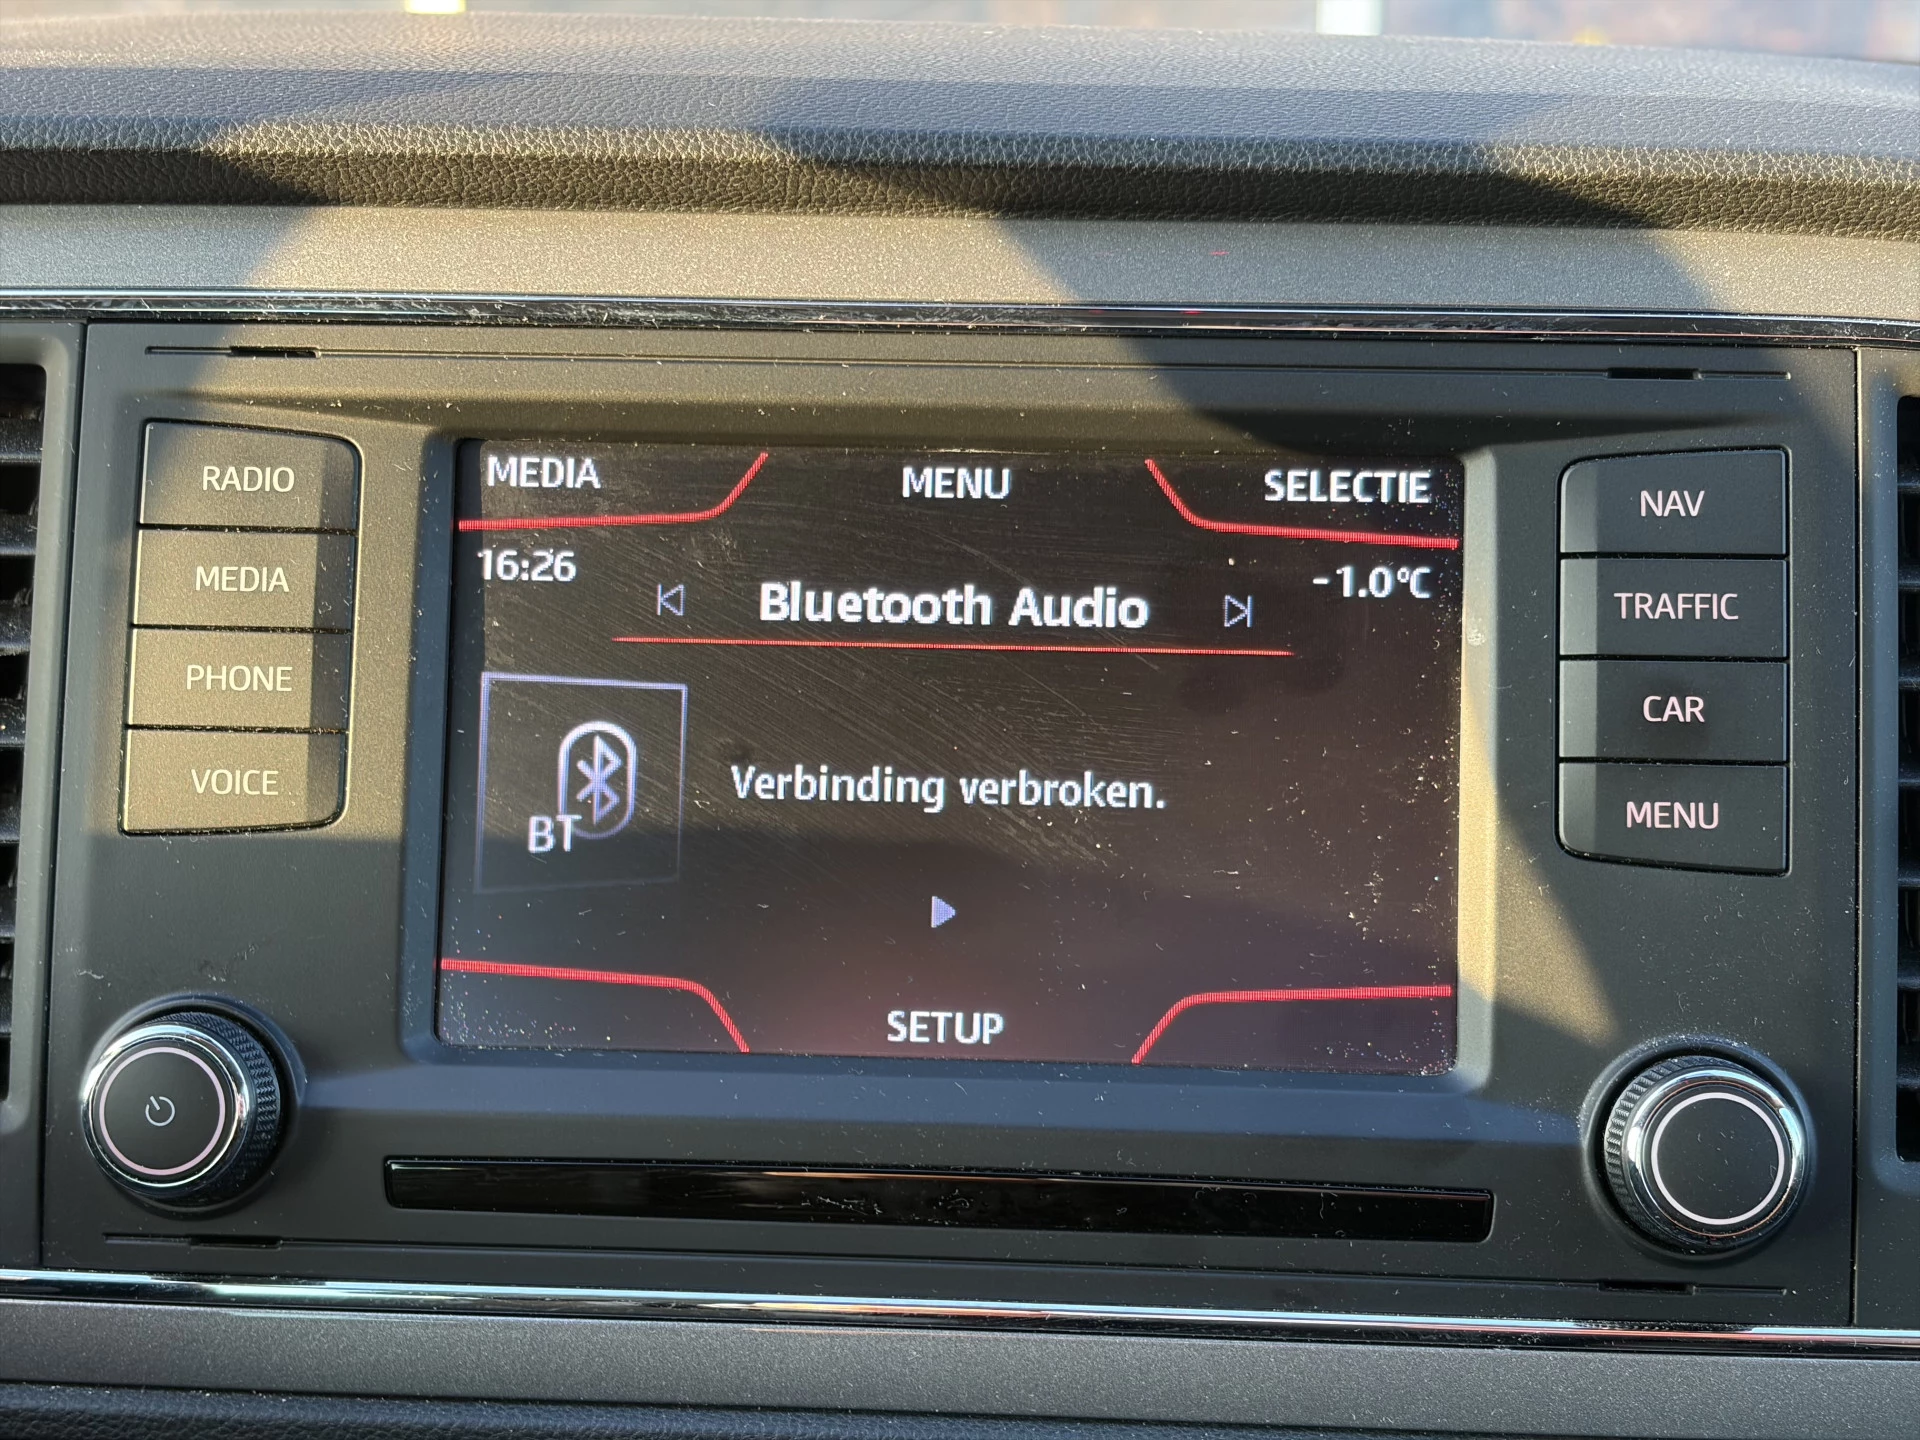 RADIO
MEDIA
PHONE
VOICE
MEDIA
MENU
SELECTIE
16:26
-1.0°C
Bluetooth Audio
BT
Verbinding verbroken.
SETUP
NAV
TRAFFIC
CAR
MENU